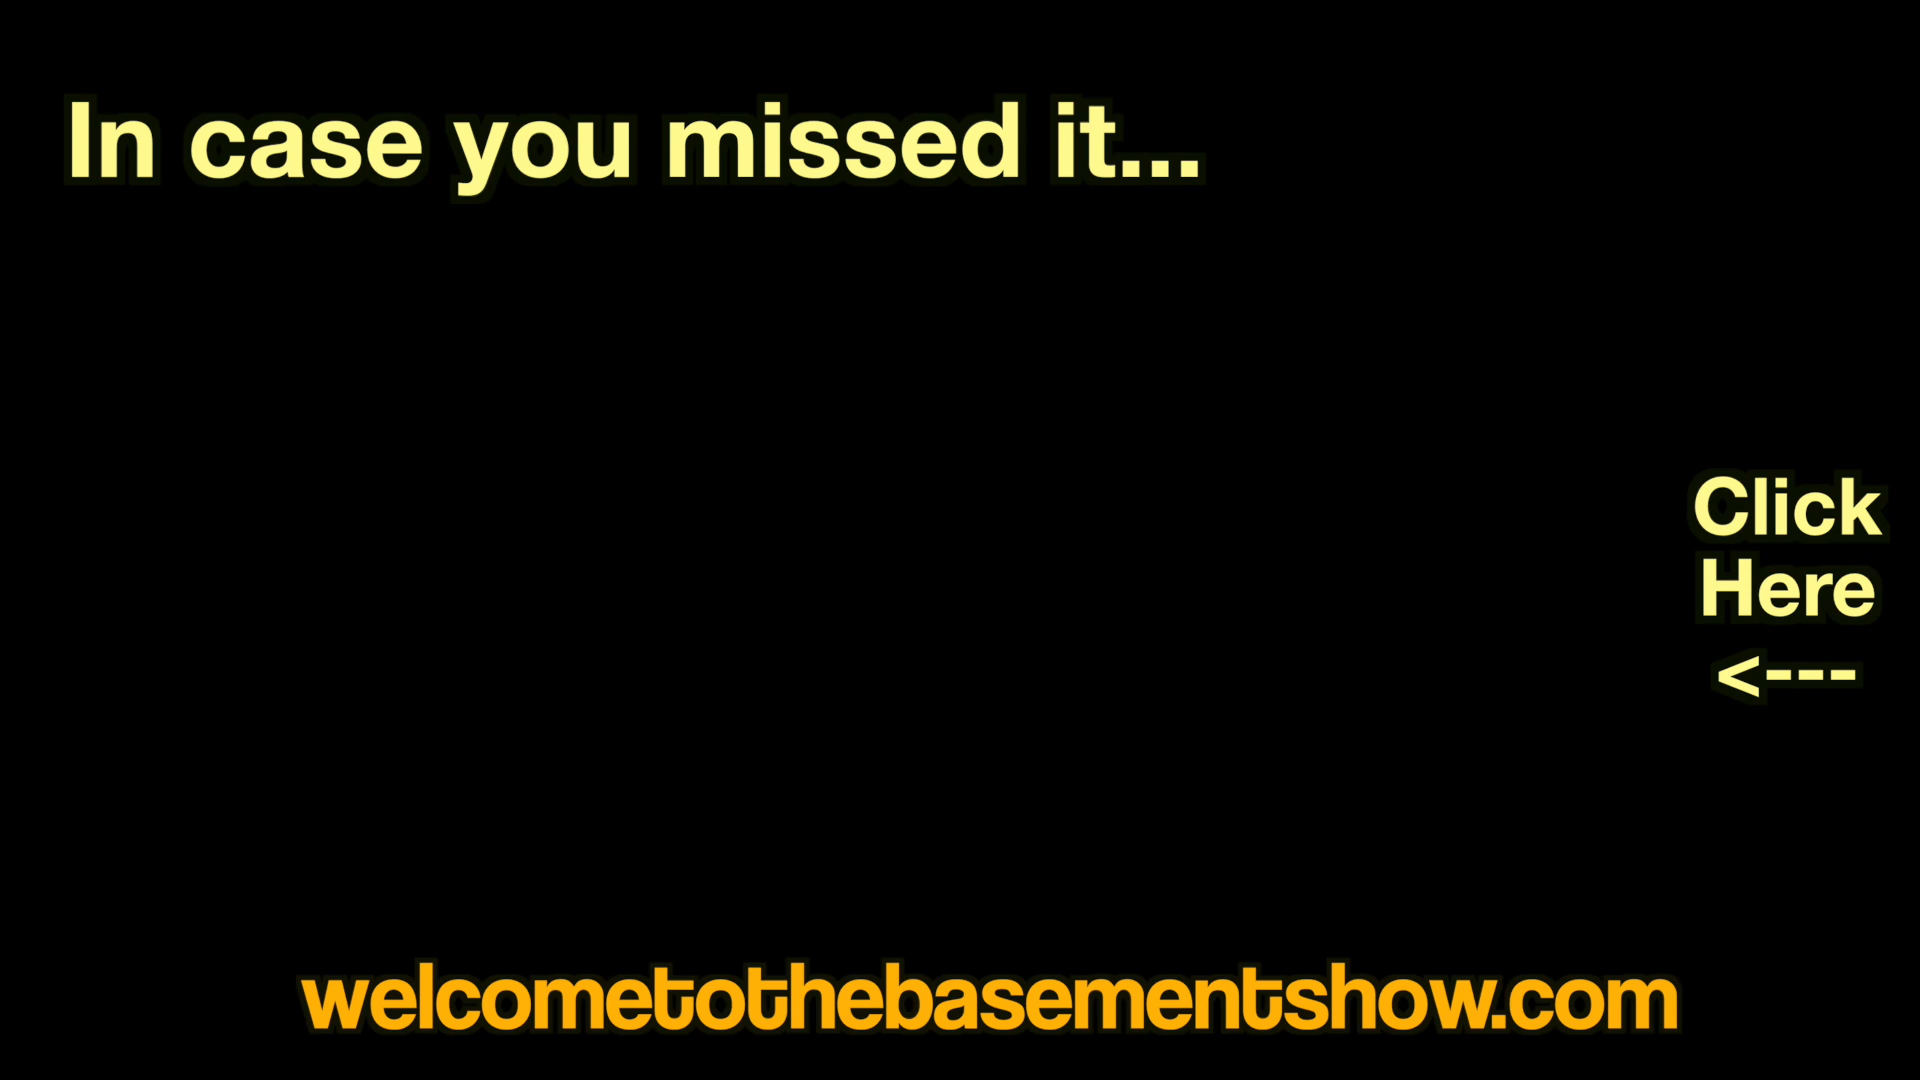 In case you missed it...
Click
Here
<---
welcometothebasementshow.com